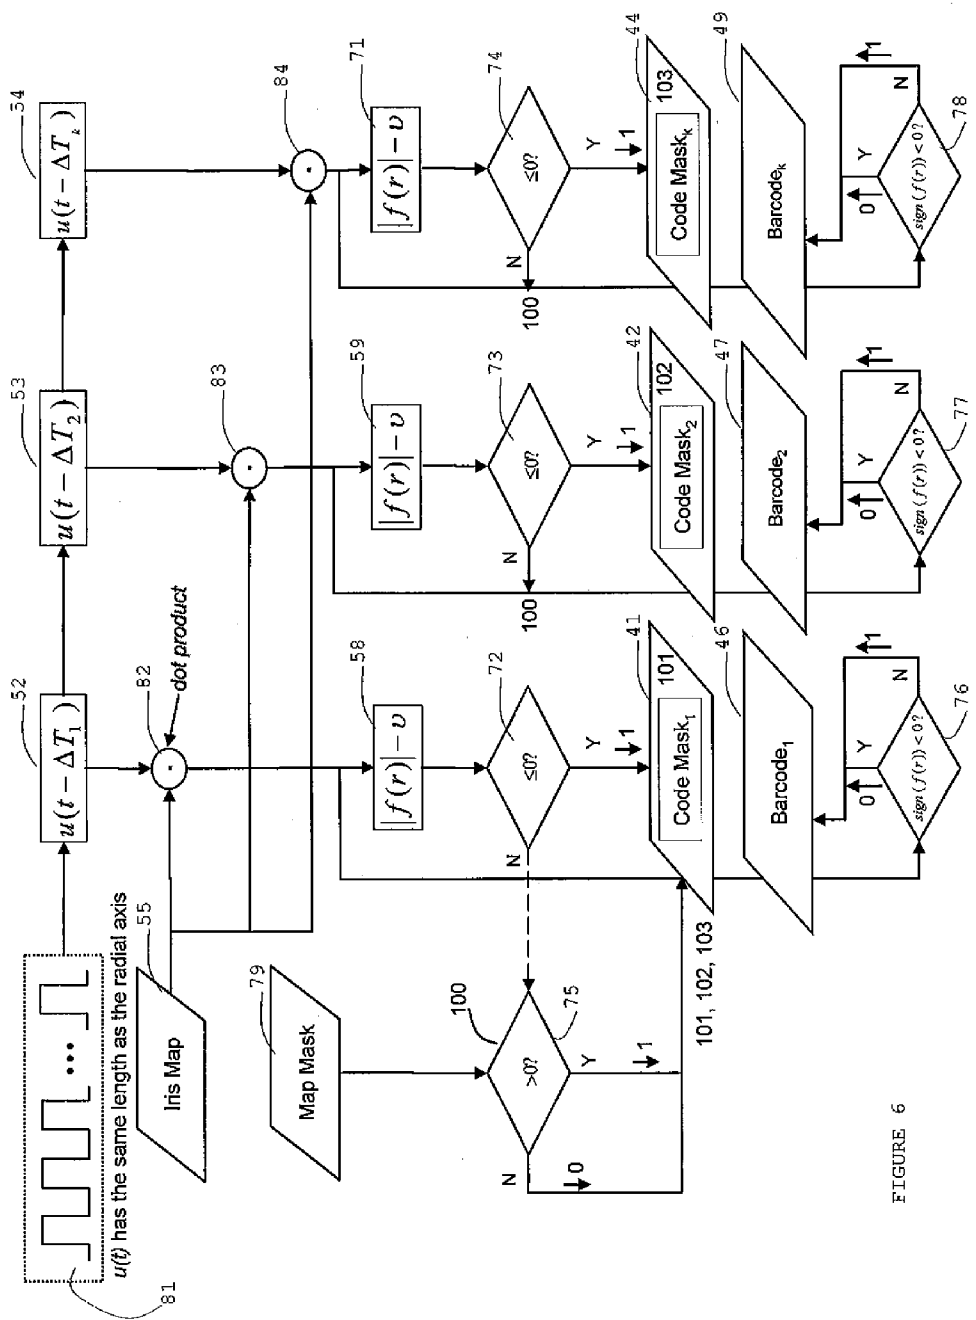 81
u(t) has the same length as the radial axis
52
u(t − ΔT₁)
53
u(t − ΔT₂)
54
u(t − ΔTₖ)
Iris Map
55
82
dot product
83
84
Map Mask
79
58
|f(r)| − υ
59
|f(r)| − υ
71
|f(r)| − υ
100
>0?
75
N
Y
0
1
72
≤0?
N
Y
1
73
≤0?
N
100
Y
1
74
≤0?
N
100
Y
1
101, 102, 103
41
Code Mask₁
101
42
Code Mask₂
102
44
Code Maskₖ
103
46
Barcode₁
47
Barcode₂
49
Barcodeₖ
sign(f(r))<0?
76
0
Y
N
1
sign(f(r))<0?
77
0
Y
N
1
sign(f(r))<0?
78
0
Y
N
1
FIGURE 6